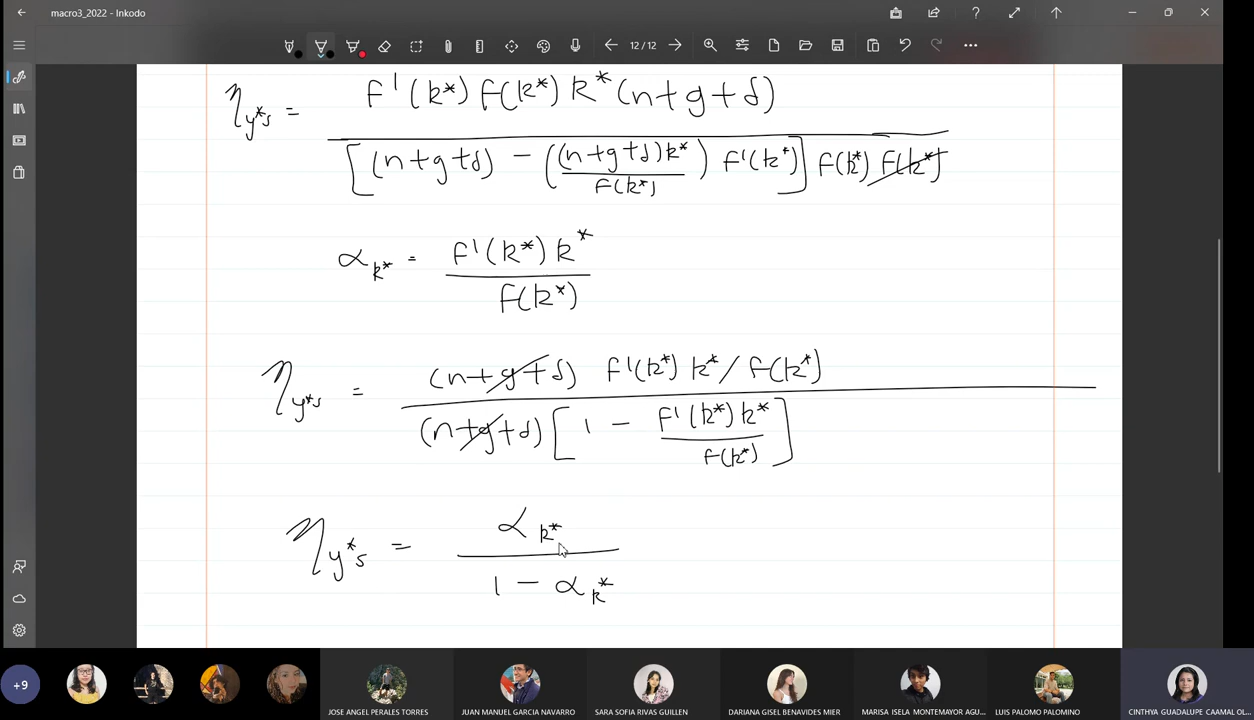 macro3_2022 - Inkodo
12/12
η_{y*s} = f'(k*) f(k*) k* (n+g+δ)
[(n+g+δ) - ((n+g+δ)k* / f(k*)) f'(k*)] f(k*) f(k*)
α_{k*} = f'(k*) k*
f(k*)
η_{y*s} = (n+g+δ) f'(k*) k* / f(k*)
(n+g+δ) [1 - f'(k*) k* / f(k*)]
η_{y*s} = α_{k*}
1 - α_{k*}
+9
JOSE ANGEL PERALES TORRES
JUAN MANUEL GARCIA NAVARRO
SARA SOFIA RIVAS GUILLEN
DARIANA GISEL BENAVIDES MIER
MARISA ISELA MONTEMAYOR AGU...
LUIS PALOMO PALOMINO
CINTHYA GUADALUPE CAAMAL OL...